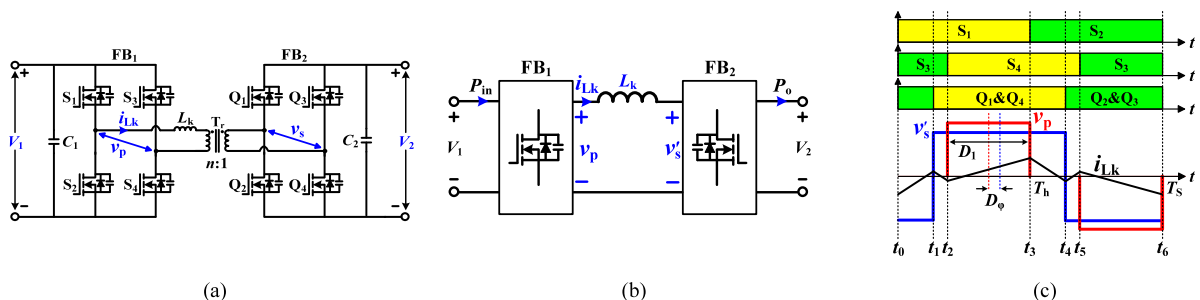 FB₁ FB₂
+ S₁ S₃ Q₁ Q₃ +
iLk Lk Tr vs
V₁ C₁ vp n:1 C₂ V₂
S₂ S₄ Q₂ Q₄
− −
(a)
Pin FB₁ iLk Lk FB₂ Po
+ + + +
V₁ vp v′s V₂
− − − −
(b)
S₁ S₂ t
S₃ S₄ S₃ t
Q₁&Q₄ Q₂&Q₃ t
v′s vp
D₁ iLk t
Dφ Th TS
t₀ t₁ t₂ t₃ t₄ t₅ t₆
(c)